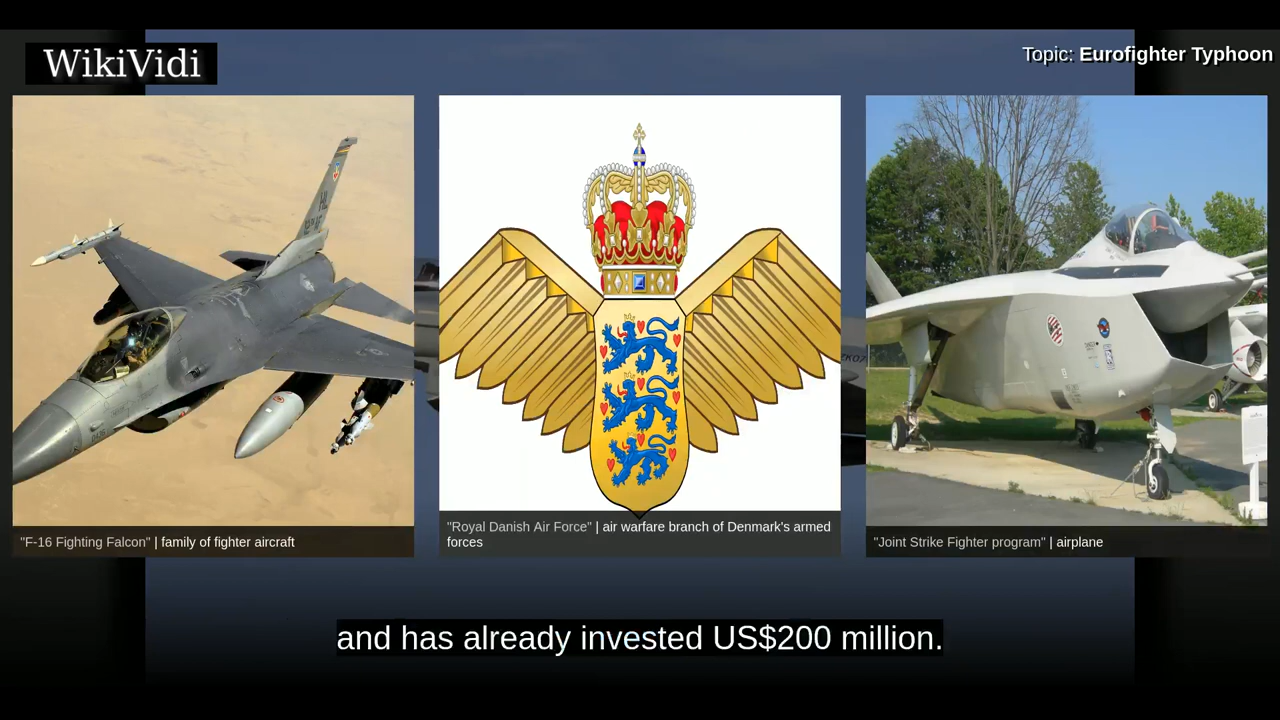 WikiVidi
Topic: Eurofighter Typhoon
"F-16 Fighting Falcon" | family of fighter aircraft
"Royal Danish Air Force" | air warfare branch of Denmark's armed
forces
"Joint Strike Fighter program" | airplane
and has already invested US$200 million.